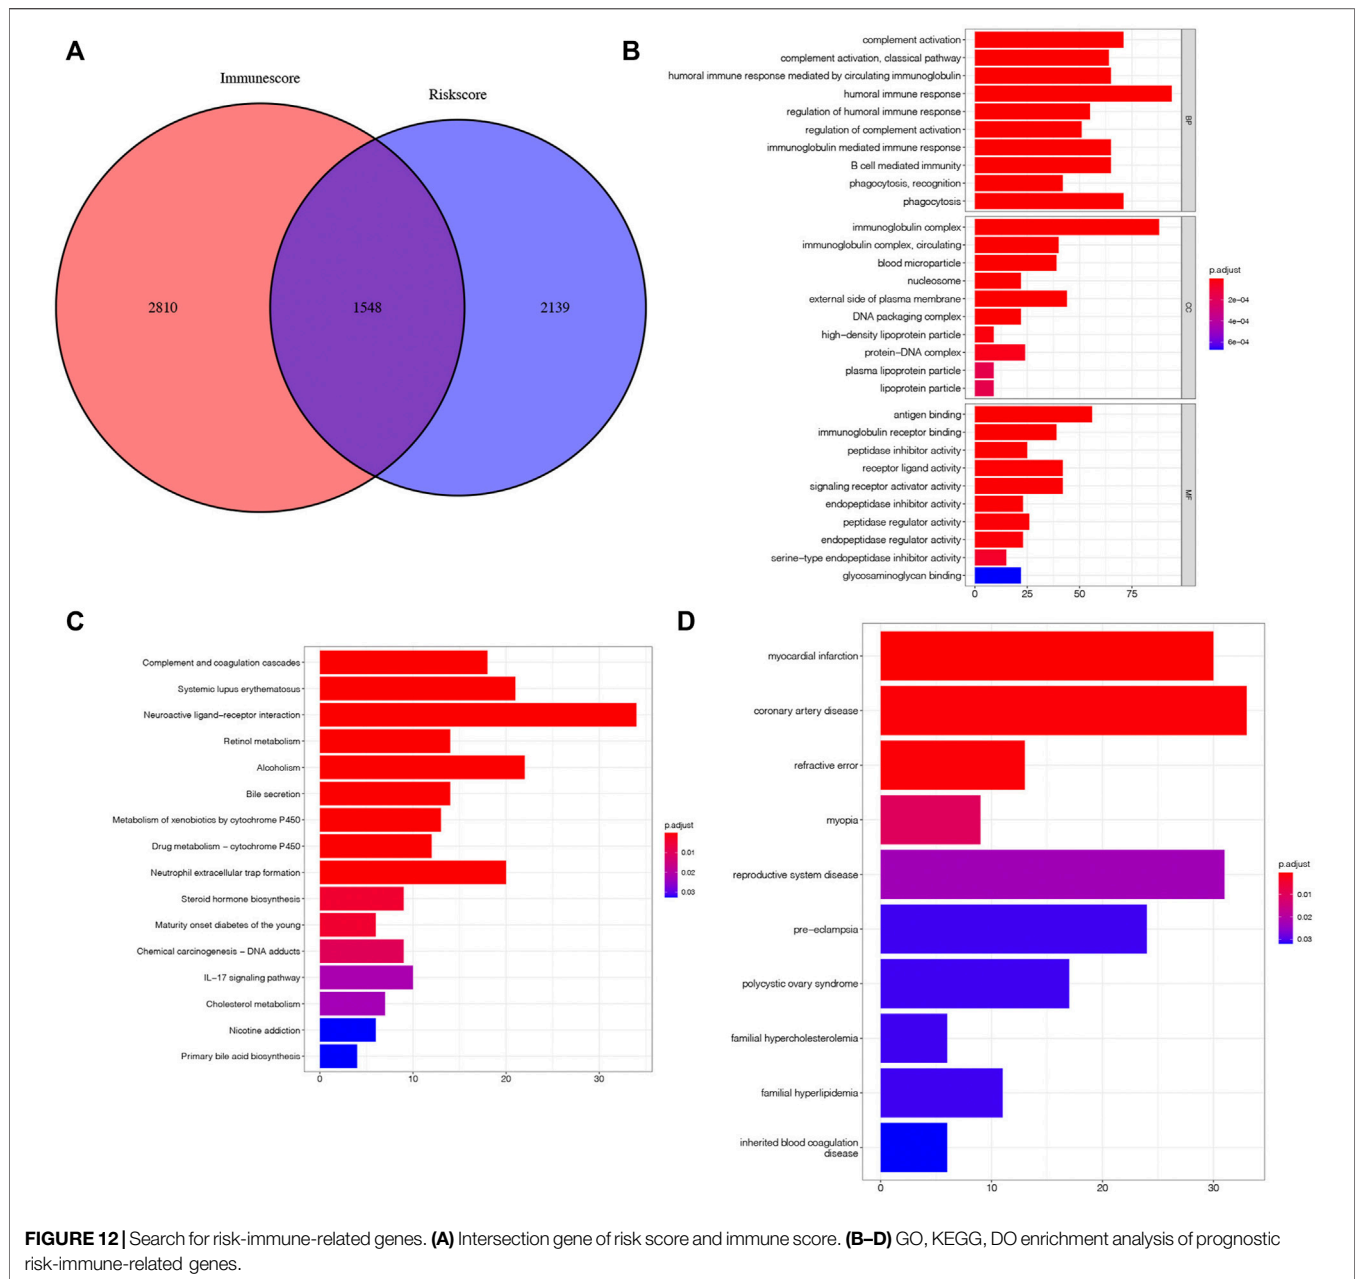 A
Immunescore
Riskscore
2810
1548
2139
B
complement activation
complement activation, classical pathway
humoral immune response mediated by circulating immunoglobulin
humoral immune response
regulation of humoral immune response
regulation of complement activation
immunoglobulin mediated immune response
B cell mediated immunity
phagocytosis, recognition
phagocytosis
BP
immunoglobulin complex
immunoglobulin complex, circulating
blood microparticle
nucleosome
external side of plasma membrane
DNA packaging complex
high−density lipoprotein particle
protein−DNA complex
plasma lipoprotein particle
lipoprotein particle
CC
antigen binding
immunoglobulin receptor binding
peptidase inhibitor activity
receptor ligand activity
signaling receptor activator activity
endopeptidase inhibitor activity
peptidase regulator activity
endopeptidase regulator activity
serine−type endopeptidase inhibitor activity
glycosaminoglycan binding
MF
0 25 50 75
p.adjust
2e−04
4e−04
6e−04
C
Complement and coagulation cascades
Systemic lupus erythematosus
Neuroactive ligand−receptor interaction
Retinol metabolism
Alcoholism
Bile secretion
Metabolism of xenobiotics by cytochrome P450
Drug metabolism − cytochrome P450
Neutrophil extracellular trap formation
Steroid hormone biosynthesis
Maturity onset diabetes of the young
Chemical carcinogenesis − DNA adducts
IL−17 signaling pathway
Cholesterol metabolism
Nicotine addiction
Primary bile acid biosynthesis
0 10 20 30
p.adjust
0.01
0.02
0.03
D
myocardial infarction
coronary artery disease
refractive error
myopia
reproductive system disease
pre−eclampsia
polycystic ovary syndrome
familial hypercholesterolemia
familial hyperlipidemia
inherited blood coagulation
disease
0 10 20 30
p.adjust
0.01
0.02
0.03
FIGURE 12 | Search for risk-immune-related genes. (A) Intersection gene of risk score and immune score. (B–D) GO, KEGG, DO enrichment analysis of prognostic
risk-immune-related genes.